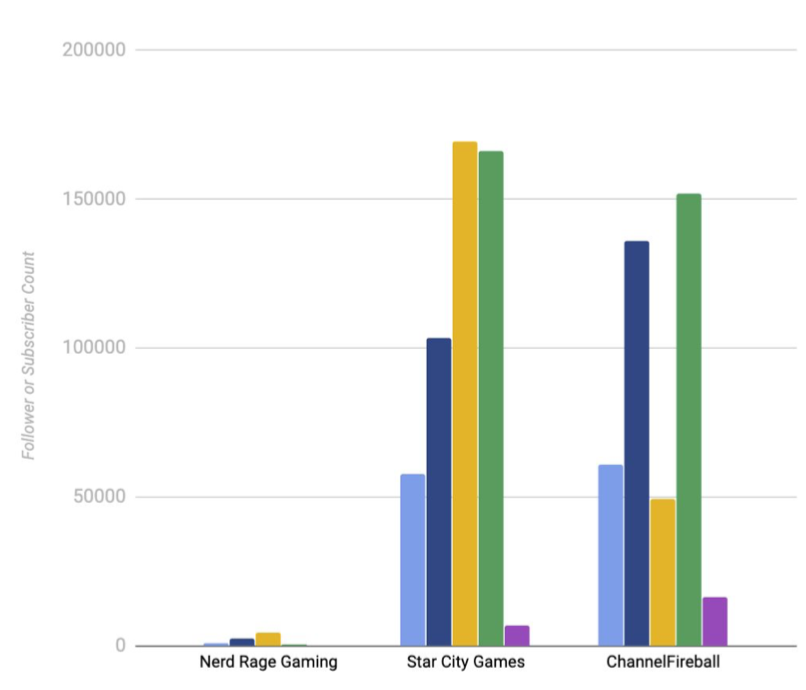 200000
150000
100000
50000
0
Follower or Subscriber Count
Nerd Rage Gaming
Star City Games
ChannelFireball